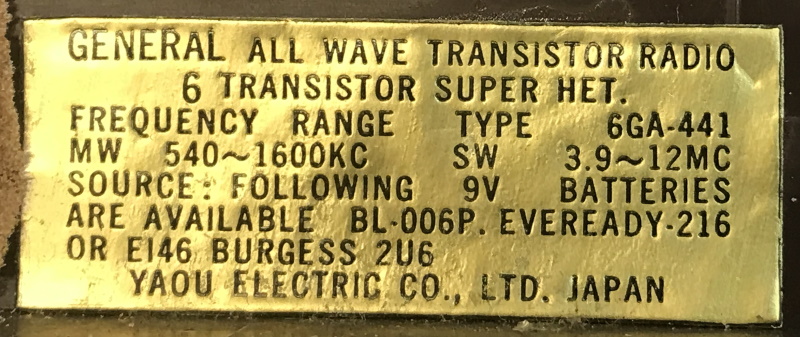 GENERAL ALL WAVE TRANSISTOR RADIO
6 TRANSISTOR SUPER HET.
FREQUENCY RANGE TYPE 6GA-441
MW 540~1600KC SW 3.9~12MC
SOURCE: FOLLOWING 9V BATTERIES
ARE AVAILABLE BL-006P. EVEREADY-216
OR E146 BURGESS 2U6
YAOU ELECTRIC CO., LTD. JAPAN